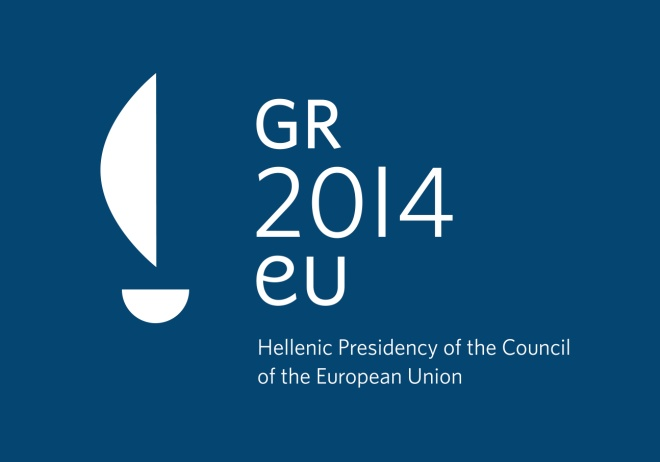 GR
2014
eu
Hellenic Presidency of the Council
of the European Union